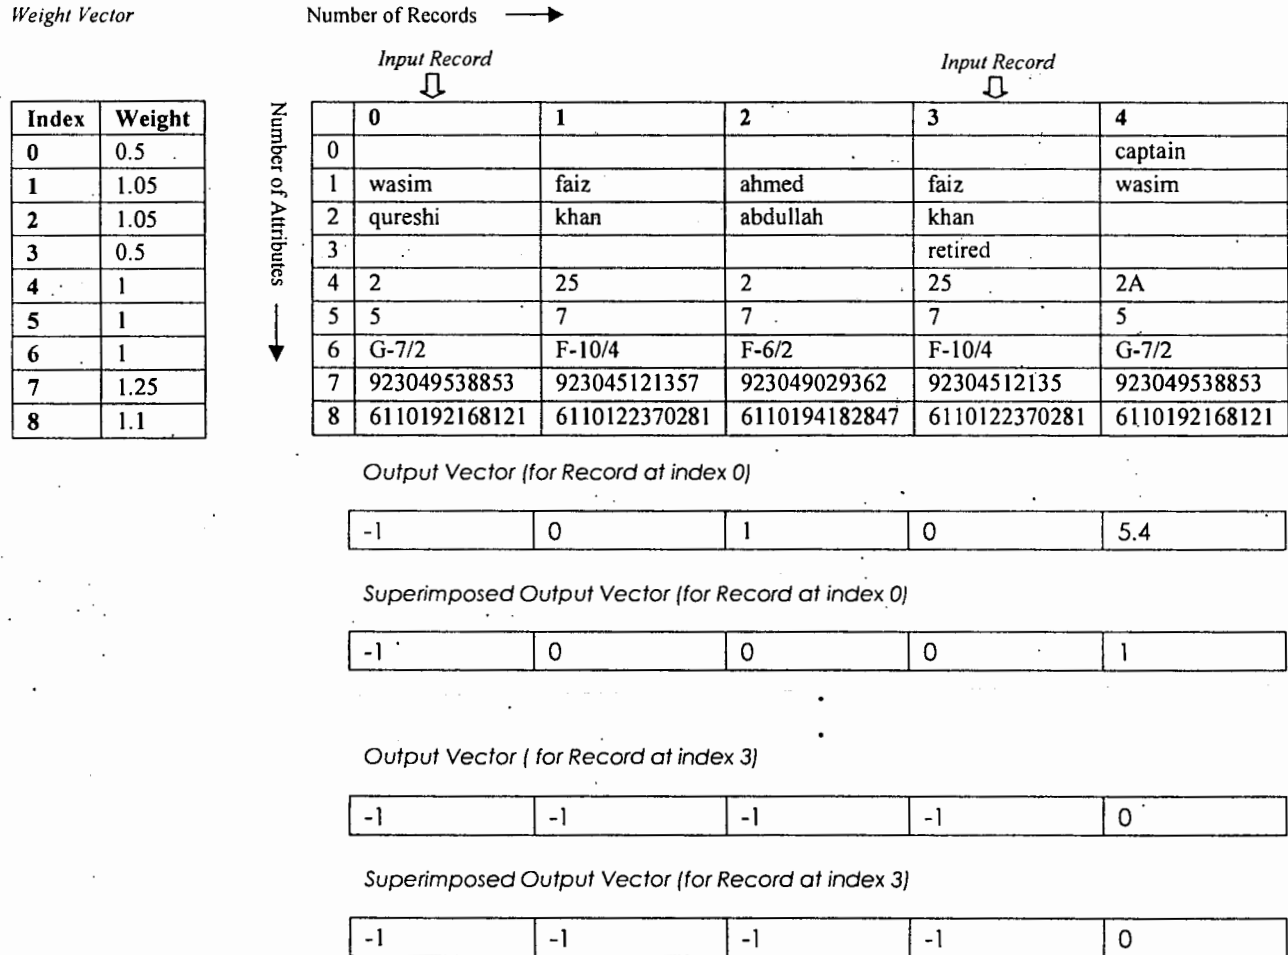 Weight Vector
Number of Records
Input Record
Input Record
Index Weight
0 0.5
1 1.05
2 1.05
3 0.5
4 1
5 1
6 1
7 1.25
8 1.1
Number of Attributes
0 1 2 3 4
0 captain
1 wasim faiz ahmed faiz wasim
2 qureshi khan abdullah khan
3 retired
4 2 25 2 25 2A
5 5 7 7 7 5
6 G-7/2 F-10/4 F-6/2 F-10/4 G-7/2
7 923049538853 923045121357 923049029362 92304512135 923049538853
8 6110192168121 6110122370281 6110194182847 6110122370281 6110192168121
Output Vector (for Record at index 0)
-1 0 1 0 5.4
Superimposed Output Vector (for Record at index 0)
-1 0 0 0 1
Output Vector ( for Record at index 3)
-1 -1 -1 -1 0
Superimposed Output Vector (for Record at index 3)
-1 -1 -1 -1 0